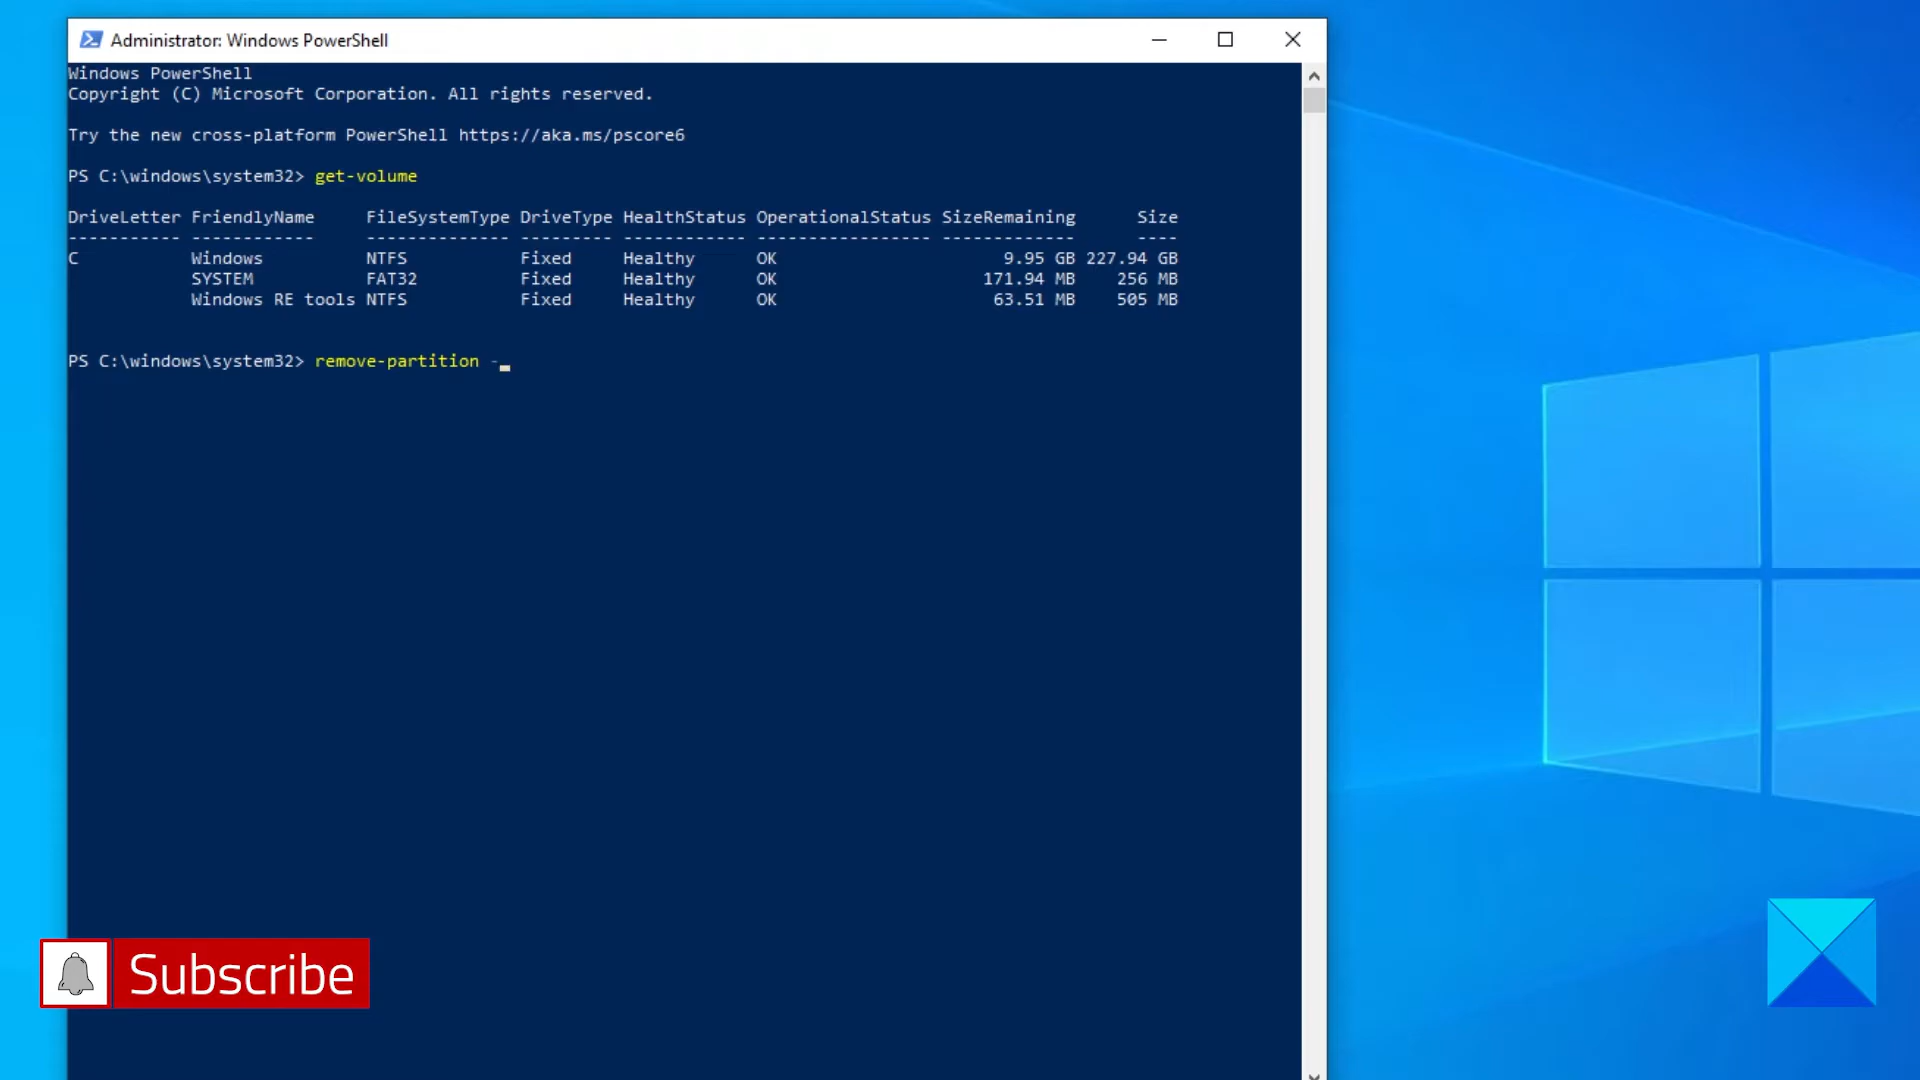 Administrator: Windows PowerShell
Windows PowerShell
Copyright (C) Microsoft Corporation. All rights reserved.
Try the new cross-platform PowerShell https://aka.ms/pscore6
PS C:\windows\system32> get-volume
DriveLetter FriendlyName FileSystemType DriveType HealthStatus OperationalStatus SizeRemaining Size
----------- ------------ -------------- --------- ------------ ----------------- ------------- ----
C Windows NTFS Fixed Healthy OK 9.95 GB 227.94 GB
SYSTEM FAT32 Fixed Healthy OK 171.94 MB 256 MB
Windows RE tools NTFS Fixed Healthy OK 63.51 MB 505 MB
PS C:\windows\system32> remove-partition -
Subscribe